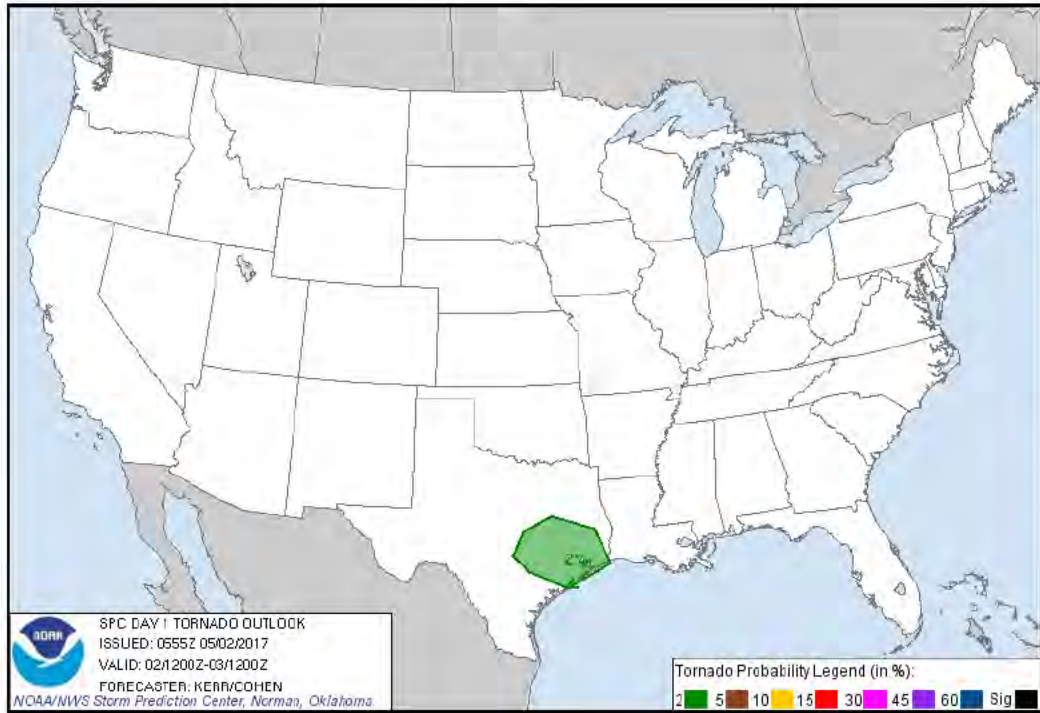 2%
SPC DAY 1 TORNADO OUTLOOK
ISSUED: 0555Z 05/02/2017
VALID: 02/1200Z-03/1200Z
FORECASTER: KERR/COHEN
NOAA/NWS Storm Prediction Center, Norman, Oklahoma
NOAA
Tornado Probability Legend (in %):
2 5 10 15 30 45 60 Sig